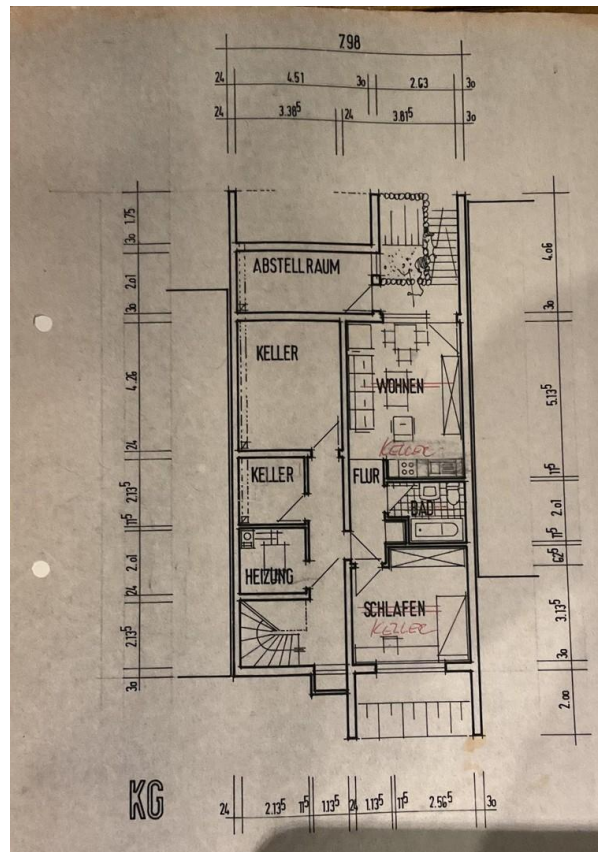 7.98
24 4.51 30 2.63 30
24 3.38⁵ 24 3.81⁵ 30
1.75
30
2.01
30
4.26
24
2.13⁵
11⁵
2.01
24
2.13⁵
30
ABSTELLRAUM
KELLER
WOHNEN
KELLER
KELLER
FLUR
BAD
HEIZUNG
SCHLAFEN
KELLER
4.06
30
5.13⁵
11⁵
2.01
11⁵
62⁵
3.13⁵
30
2.00
KG
24 2.13⁵ 11⁵ 1.13⁵ 24 1.13⁵ 11⁵ 2.56⁵ 30